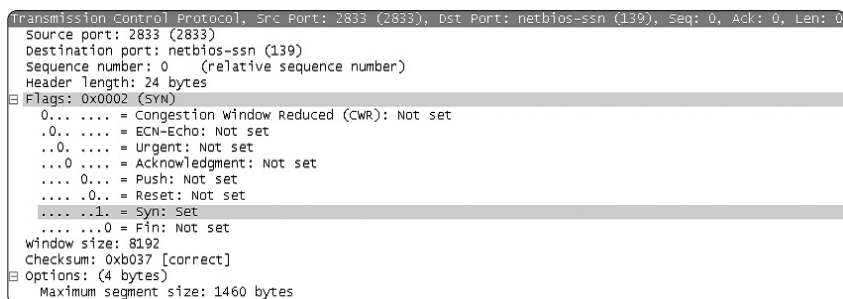 Transmission Control Protocol, Src Port: 2833 (2833), Dst Port: netbios-ssn (139), Seq: 0, Ack: 0, Len: 0
Source port: 2833 (2833)
Destination port: netbios-ssn (139)
Sequence number: 0    (relative sequence number)
Header length: 24 bytes
Flags: 0x0002 (SYN)
0... .... = Congestion Window Reduced (CWR): Not set
.0.. .... = ECN-Echo: Not set
..0. .... = Urgent: Not set
...0 .... = Acknowledgment: Not set
.... 0... = Push: Not set
.... .0.. = Reset: Not set
.... ..1. = Syn: Set
.... ...0 = Fin: Not set
Window size: 8192
Checksum: 0xb037 [correct]
Options: (4 bytes)
Maximum segment size: 1460 bytes